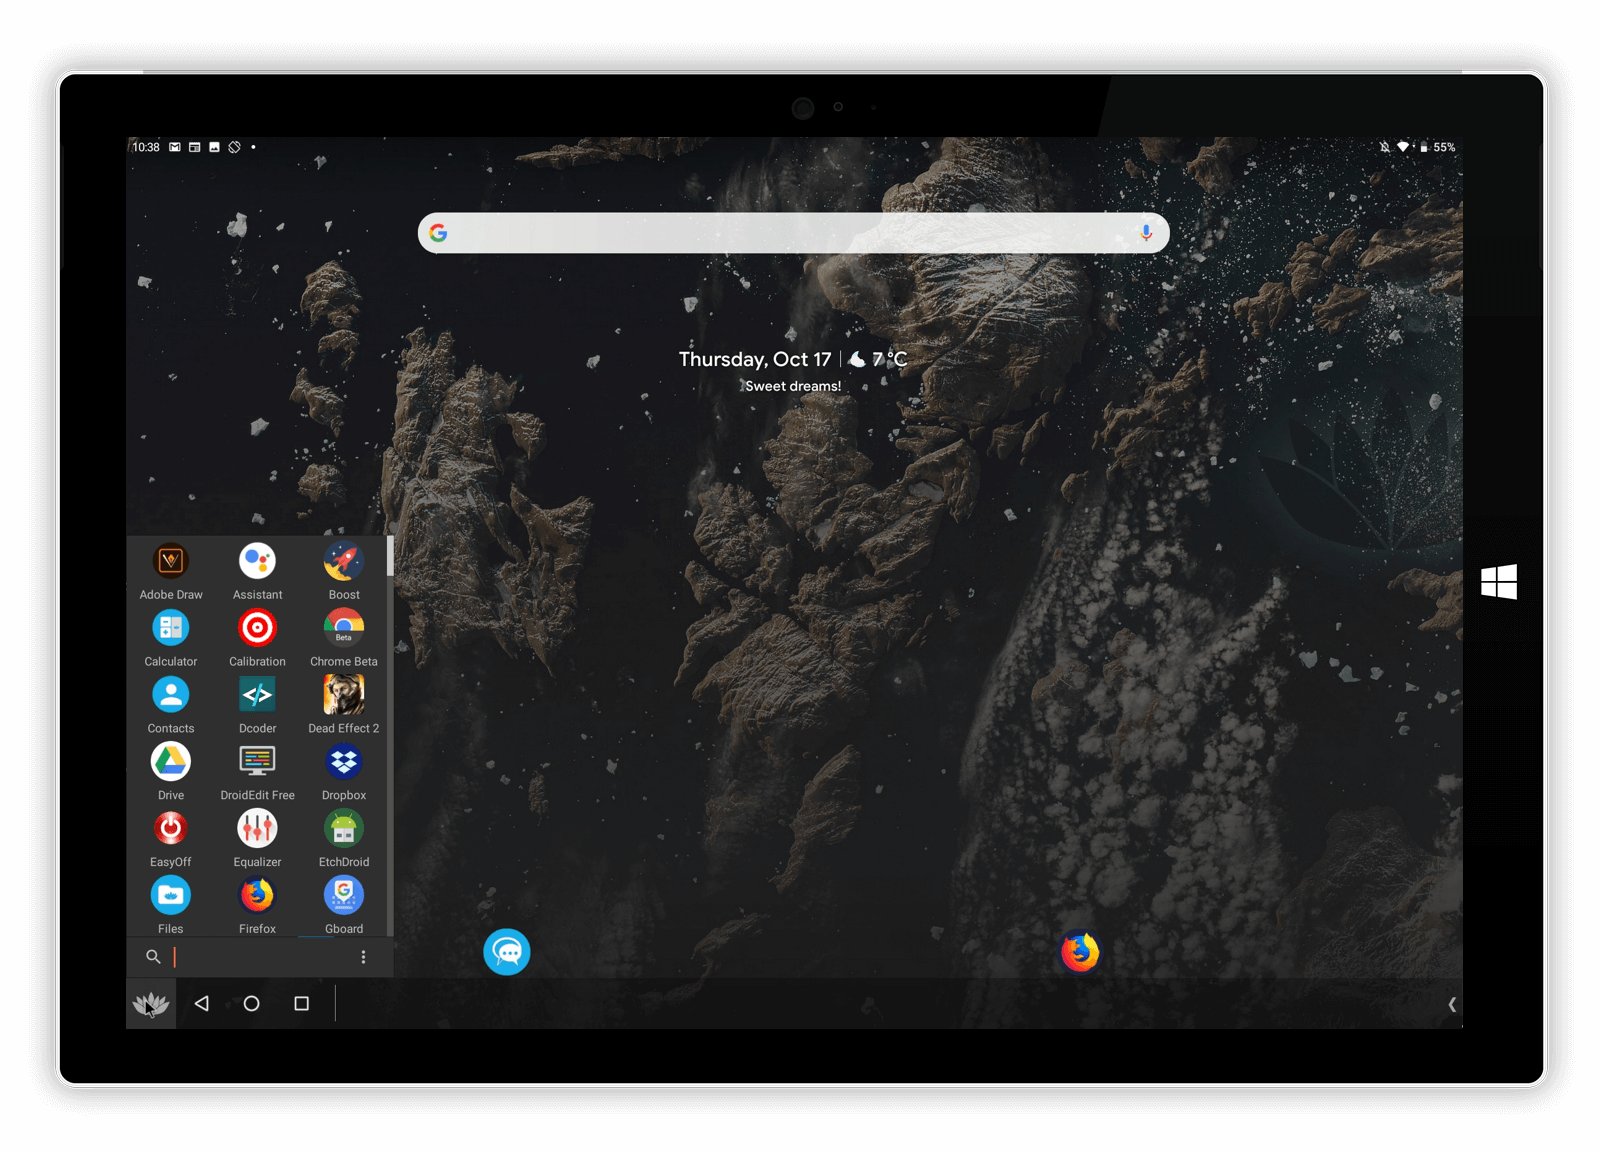 10:38
55%
Thursday, Oct 17 | 7 °C
Sweet dreams!
Adobe Draw Assistant Boost
Beta
Calculator Calibration Chrome Beta
Contacts Dcoder Dead Effect 2
Drive DroidEdit Free Dropbox
EasyOff Equalizer EtchDroid
Files Firefox Gboard